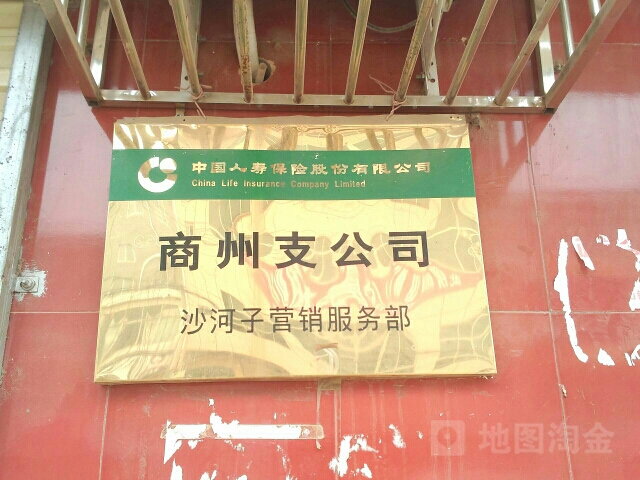 中国人寿保险股份有限公司
China Life Insurance Company Limited
商州支公司
沙河子营销服务部
地图淘金